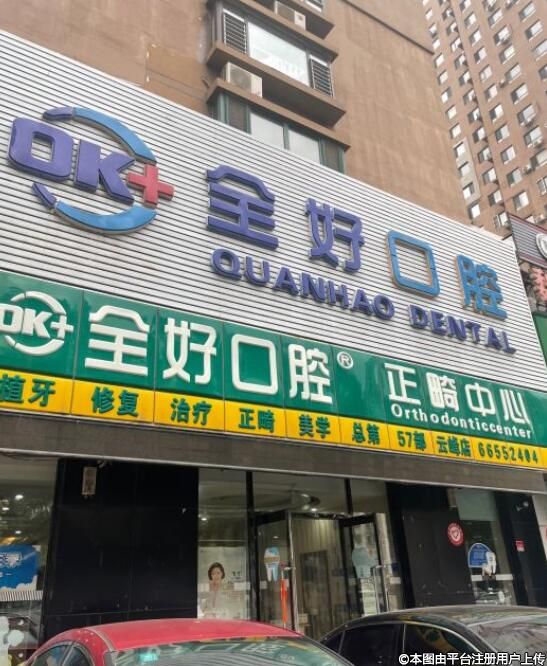 OK+ 全好口腔
QUANHAO DENTAL
OK+ 全好口腔® 正畸中心
Orthodonticcenter
植牙 修复 治疗 正畸 美学 总第 57部 云峰店 66552404
©本图由平台注册用户上传